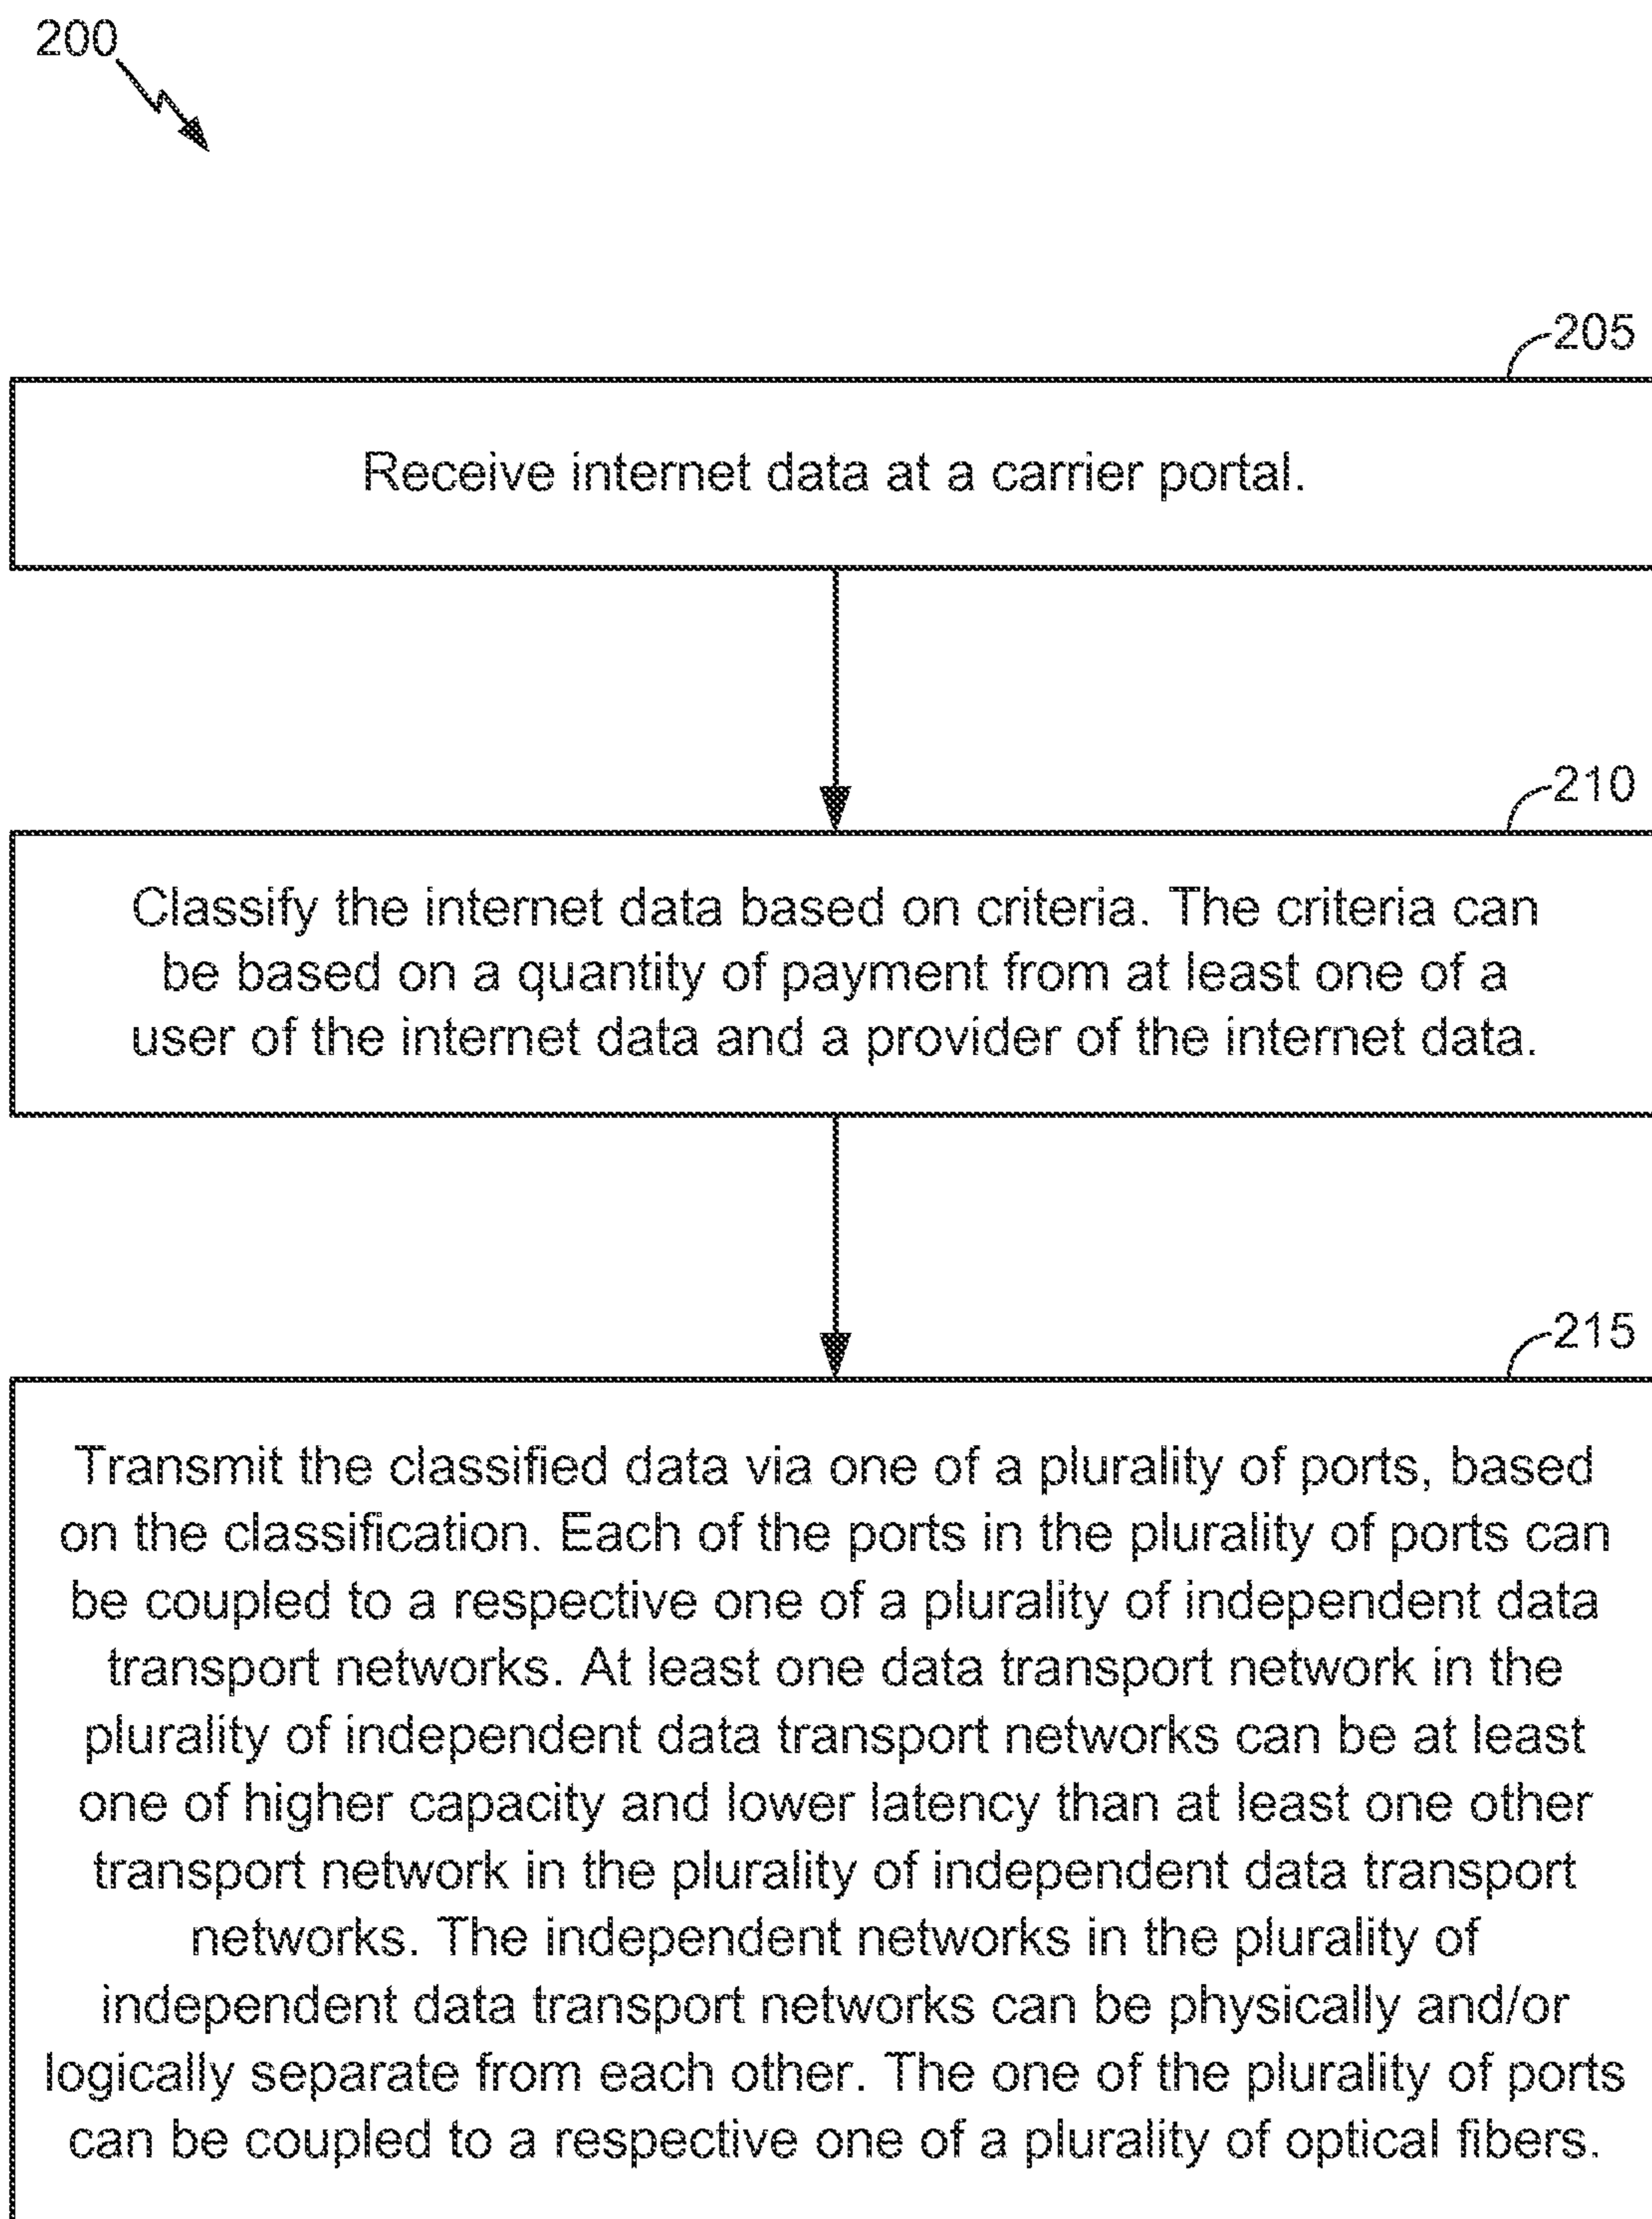 200
205
Receive internet data at a carrier portal.
210
Classify the internet data based on criteria. The criteria can
be based on a quantity of payment from at least one of a
user of the internet data and a provider of the internet data.
215
Transmit the classified data via one of a plurality of ports, based
on the classification. Each of the ports in the plurality of ports can
be coupled to a respective one of a plurality of independent data
transport networks. At least one data transport network in the
plurality of independent data transport networks can be at least
one of higher capacity and lower latency than at least one other
transport network in the plurality of independent data transport
networks. The independent networks in the plurality of
independent data transport networks can be physically and/or
logically separate from each other. The one of the plurality of ports
can be coupled to a respective one of a plurality of optical fibers.